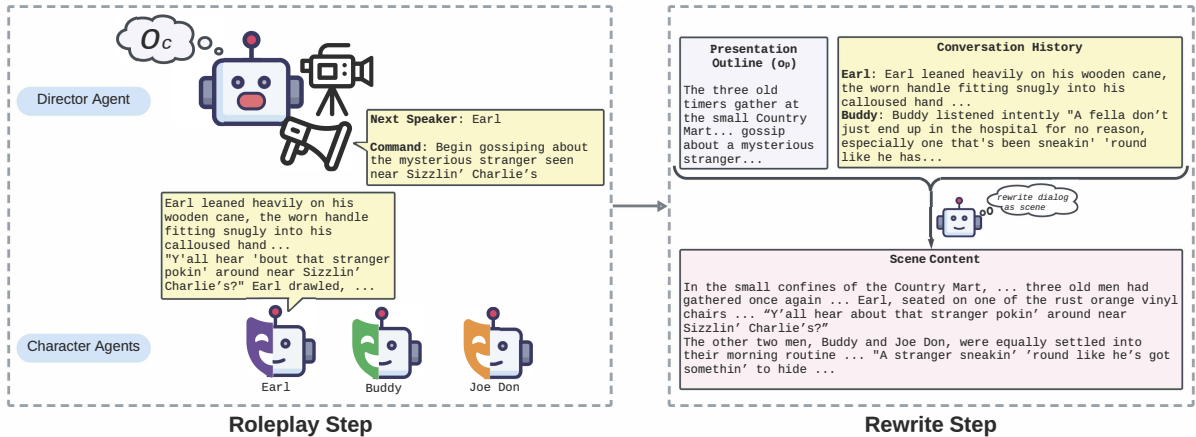 Oc
Director Agent
Next Speaker: Earl
Command: Begin gossiping about
the mysterious stranger seen
near Sizzlin’ Charlie’s
Earl leaned heavily on his
wooden cane, the worn handle
fitting snugly into his
calloused hand ...
"Y'all hear 'bout that stranger
pokin' around near Sizzlin’
Charlie’s?" Earl drawled, ...
Character Agents
Earl
Buddy
Joe Don
Roleplay Step
Presentation
Outline (oₚ)
The three old
timers gather at
the small Country
Mart... gossip
about a mysterious
stranger...
Conversation History
Earl: Earl leaned heavily on his wooden cane,
the worn handle fitting snugly into his
calloused hand ...
Buddy: Buddy listened intently "A fella don’t
just end up in the hospital for no reason,
especially one that's been sneakin' 'round
like he has...
rewrite dialog
as scene
Scene Content
In the small confines of the Country Mart, ... three old men had
gathered once again ... Earl, seated on one of the rust orange vinyl
chairs ... “Y’all hear about that stranger pokin’ around near
Sizzlin’ Charlie’s?”
The other two men, Buddy and Joe Don, were equally settled into
their morning routine ... "A stranger sneakin’ ’round like he’s got
somethin’ to hide ...
Rewrite Step